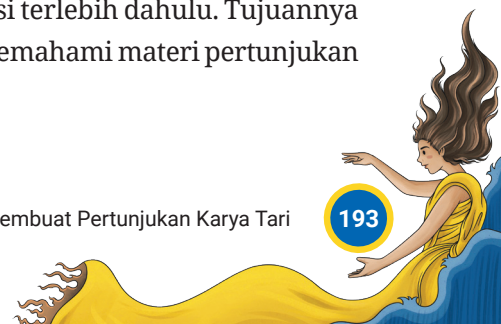 si terlebih dahulu. Tujuannya
emahami materi pertunjukan
embuat Pertunjukan Karya Tari
193